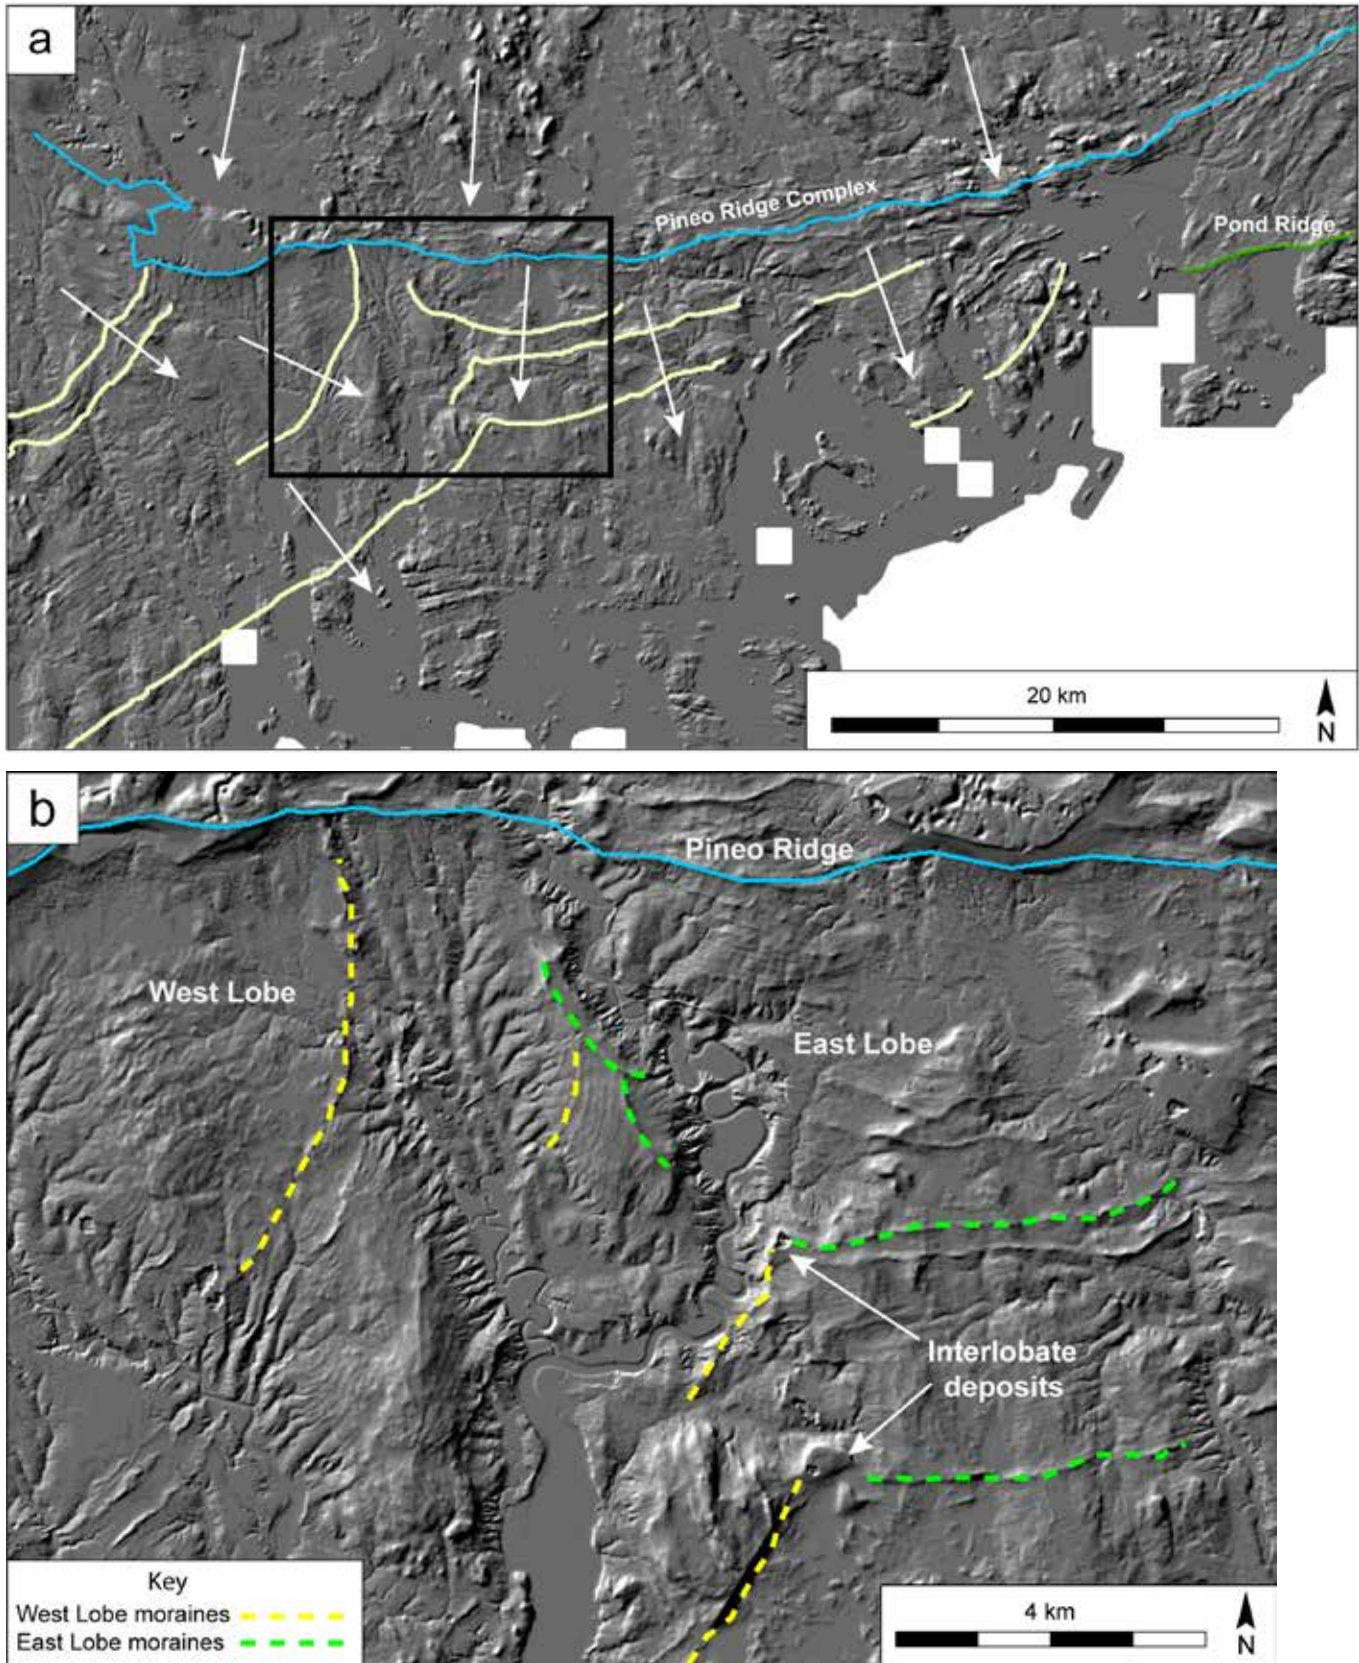 a
Pineo Ridge Complex
Pond Ridge
20 km
N
b
Pineo Ridge
West Lobe
East Lobe
Interlobate
deposits
Key
West Lobe moraines
East Lobe moraines
4 km
N